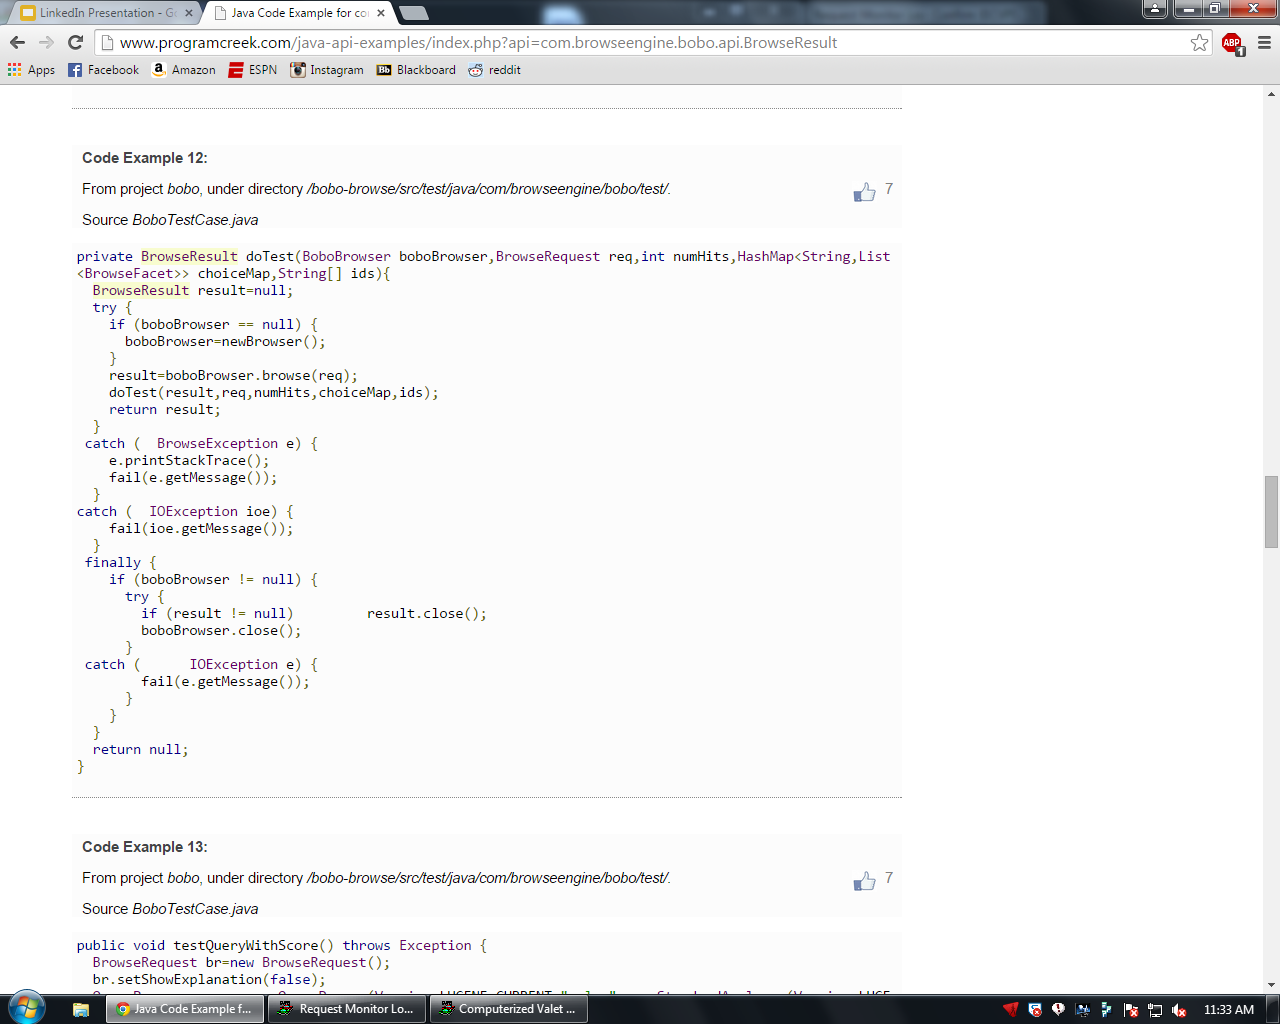 LinkedIn Presentation - Go
Java Code Example for co
www.programcreek.com/java-api-examples/index.php?api=com.browseengine.bobo.api.BrowseResult
ABP
1
Apps
Facebook
Amazon
ESPN
Instagram
Bb Blackboard
reddit
Code Example 12:
From project bobo, under directory /bobo-browse/src/test/java/com/browseengine/bobo/test/.
7
Source BoboTestCase.java
private BrowseResult doTest(BoboBrowser boboBrowser,BrowseRequest req,int numHits,HashMap<String,List
<BrowseFacet>> choiceMap,String[] ids){
BrowseResult result=null;
try {
if (boboBrowser == null) {
boboBrowser=newBrowser();
}
result=boboBrowser.browse(req);
doTest(result,req,numHits,choiceMap,ids);
return result;
}
catch (  BrowseException e) {
e.printStackTrace();
fail(e.getMessage());
}
catch (  IOException ioe) {
fail(ioe.getMessage());
}
finally {
if (boboBrowser != null) {
try {
if (result != null)         result.close();
boboBrowser.close();
}
catch (      IOException e) {
fail(e.getMessage());
}
}
}
return null;
}
Code Example 13:
From project bobo, under directory /bobo-browse/src/test/java/com/browseengine/bobo/test/.
7
Source BoboTestCase.java
public void testQueryWithScore() throws Exception {
BrowseRequest br=new BrowseRequest();
br.setShowExplanation(false);
Java Code Example f...
Request Monitor Lo...
Computerized Valet ...
11:33 AM